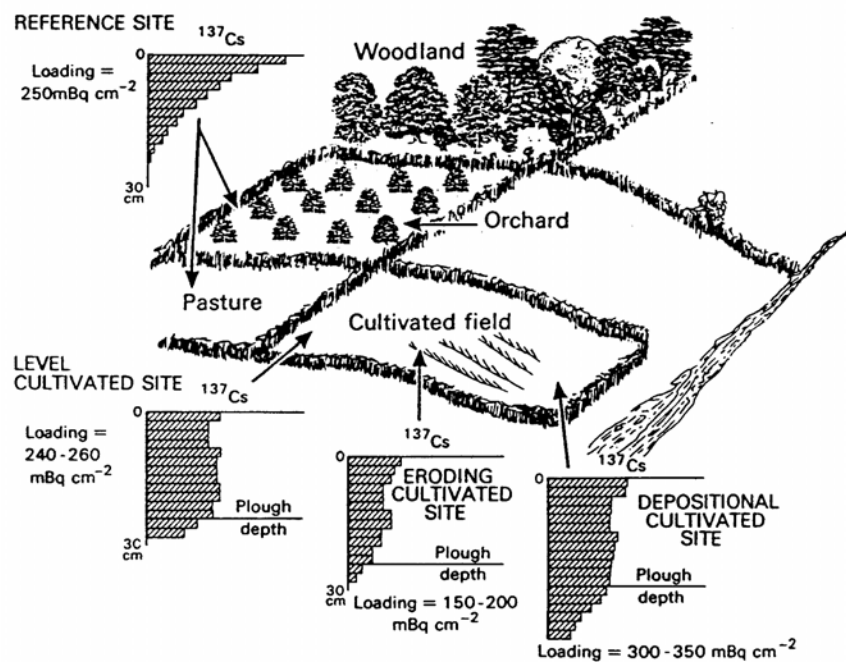 REFERENCE SITE
137Cs
0
Loading =
250mBq cm-2
30
cm
Woodland
Orchard
Pasture
Cultivated field
LEVEL
CULTIVATED SITE
137Cs
0
Loading =
240-260
mBq cm-2
Plough
depth
30
cm
137Cs
0
ERODING
CULTIVATED
SITE
Plough
depth
30
cm
Loading = 150-200
mBq cm-2
137Cs
0
DEPOSITIONAL
CULTIVATED
SITE
Plough
depth
Loading = 300-350 mBq cm-2